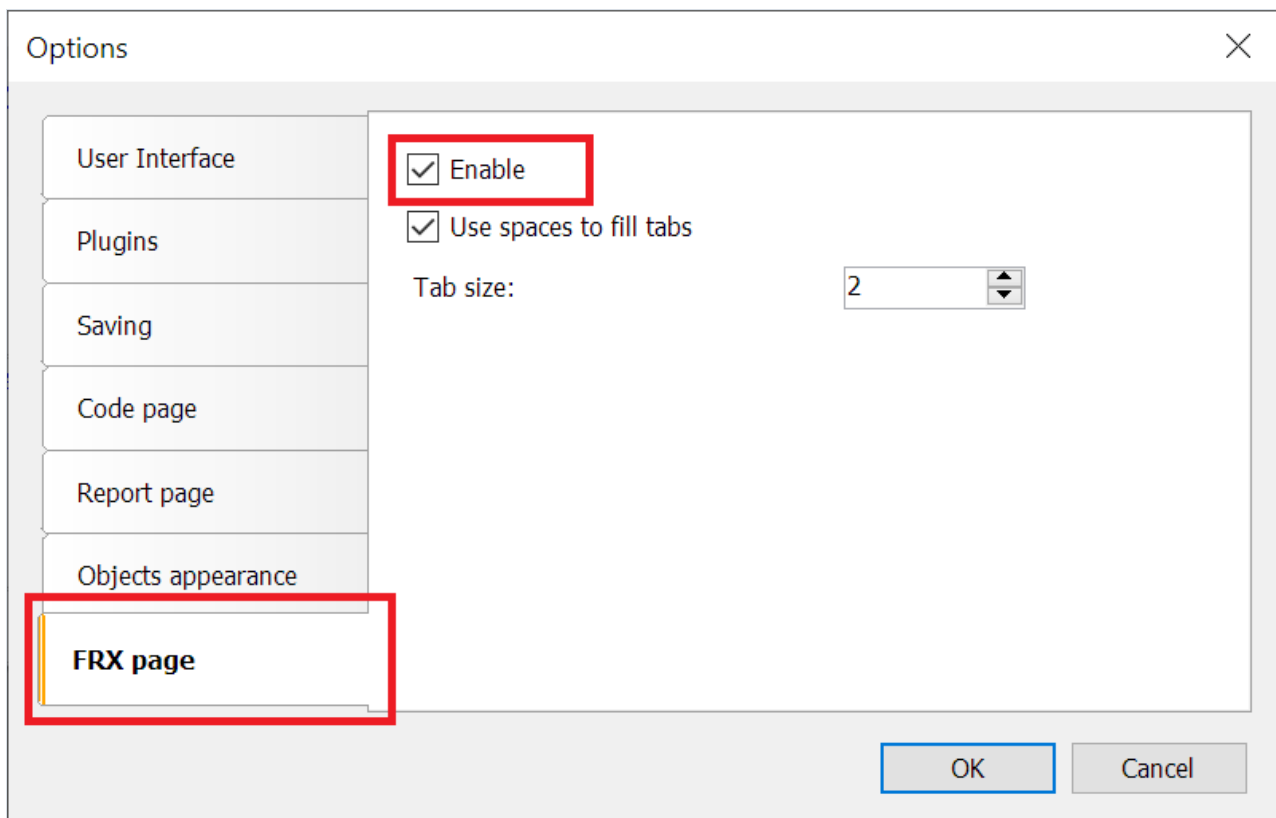 Options
User Interface
Plugins
Saving
Code page
Report page
Objects appearance
FRX page
Enable
Use spaces to fill tabs
Tab size: 2
OK Cancel